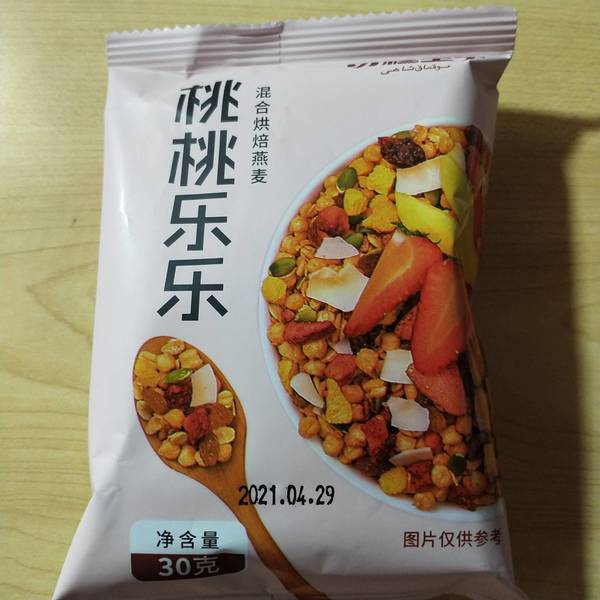 桃桃乐乐
混合烘焙燕麦
2021.04.29
净含量
30克
图片仅供参考